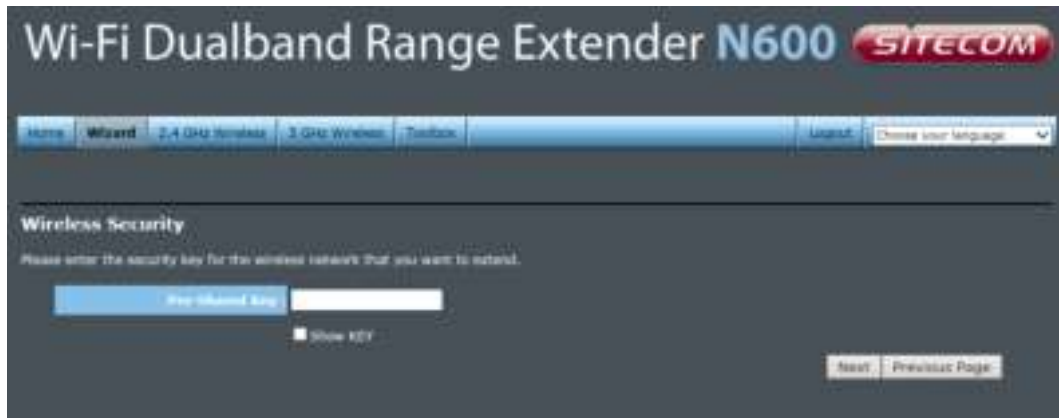 Wi-Fi Dualband Range Extender N600 SITECOM
Home Wizard 2.4 GHz Wireless 5 GHz Wireless Toolbox Logout Choose your language
Wireless Security
Please enter the security key for the wireless network that you want to extend.
Pre-Shared Key
Show KEY
Next Previous Page